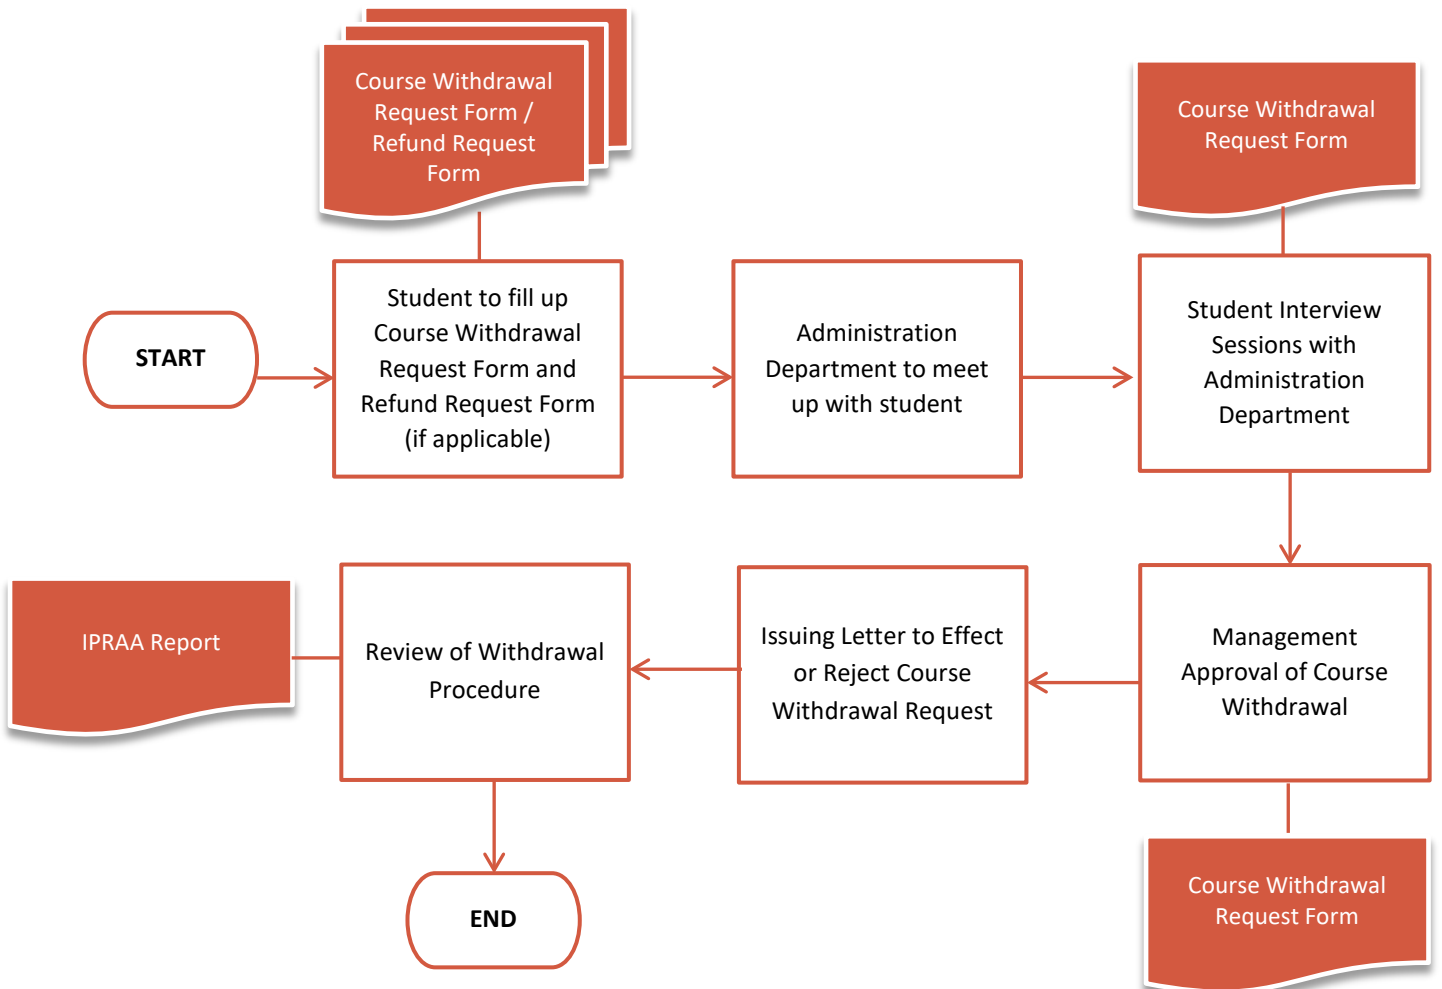 Course Withdrawal
Request Form /
Refund Request
Form
Course Withdrawal
Request Form
START
Student to fill up
Course Withdrawal
Request Form and
Refund Request Form
(if applicable)
Administration
Department to meet
up with student
Student Interview
Sessions with
Administration
Department
IPRAA Report
Review of Withdrawal
Procedure
Issuing Letter to Effect
or Reject Course
Withdrawal Request
Management
Approval of Course
Withdrawal
END
Course Withdrawal
Request Form